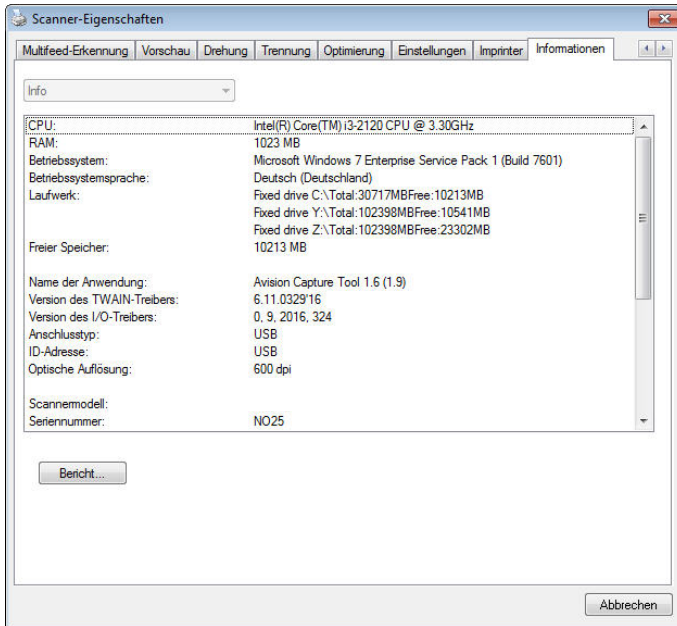 Scanner-Eigenschaften
Multifeed-Erkennung Vorschau Drehung Trennung Optimierung Einstellungen Imprinter Informationen
Info
CPU: Intel(R) Core(TM) i3-2120 CPU @ 3.30GHz
RAM: 1023 MB
Betriebssystem: Microsoft Windows 7 Enterprise Service Pack 1 (Build 7601)
Betriebssystemsprache: Deutsch (Deutschland)
Laufwerk: Fixed drive C:\Total:30717MBFree:10213MB
Fixed drive Y:\Total:102398MBFree:10541MB
Fixed drive Z:\Total:102398MBFree:23302MB
Freier Speicher: 10213 MB
Name der Anwendung: Avision Capture Tool 1.6 (1.9)
Version des TWAIN-Treibers: 6.11.0329'16
Version des I/O-Treibers: 0, 9, 2016, 324
Anschlusstyp: USB
ID-Adresse: USB
Optische Auflösung: 600 dpi
Scannermodell:
Seriennummer: NO25
Bericht...
Abbrechen